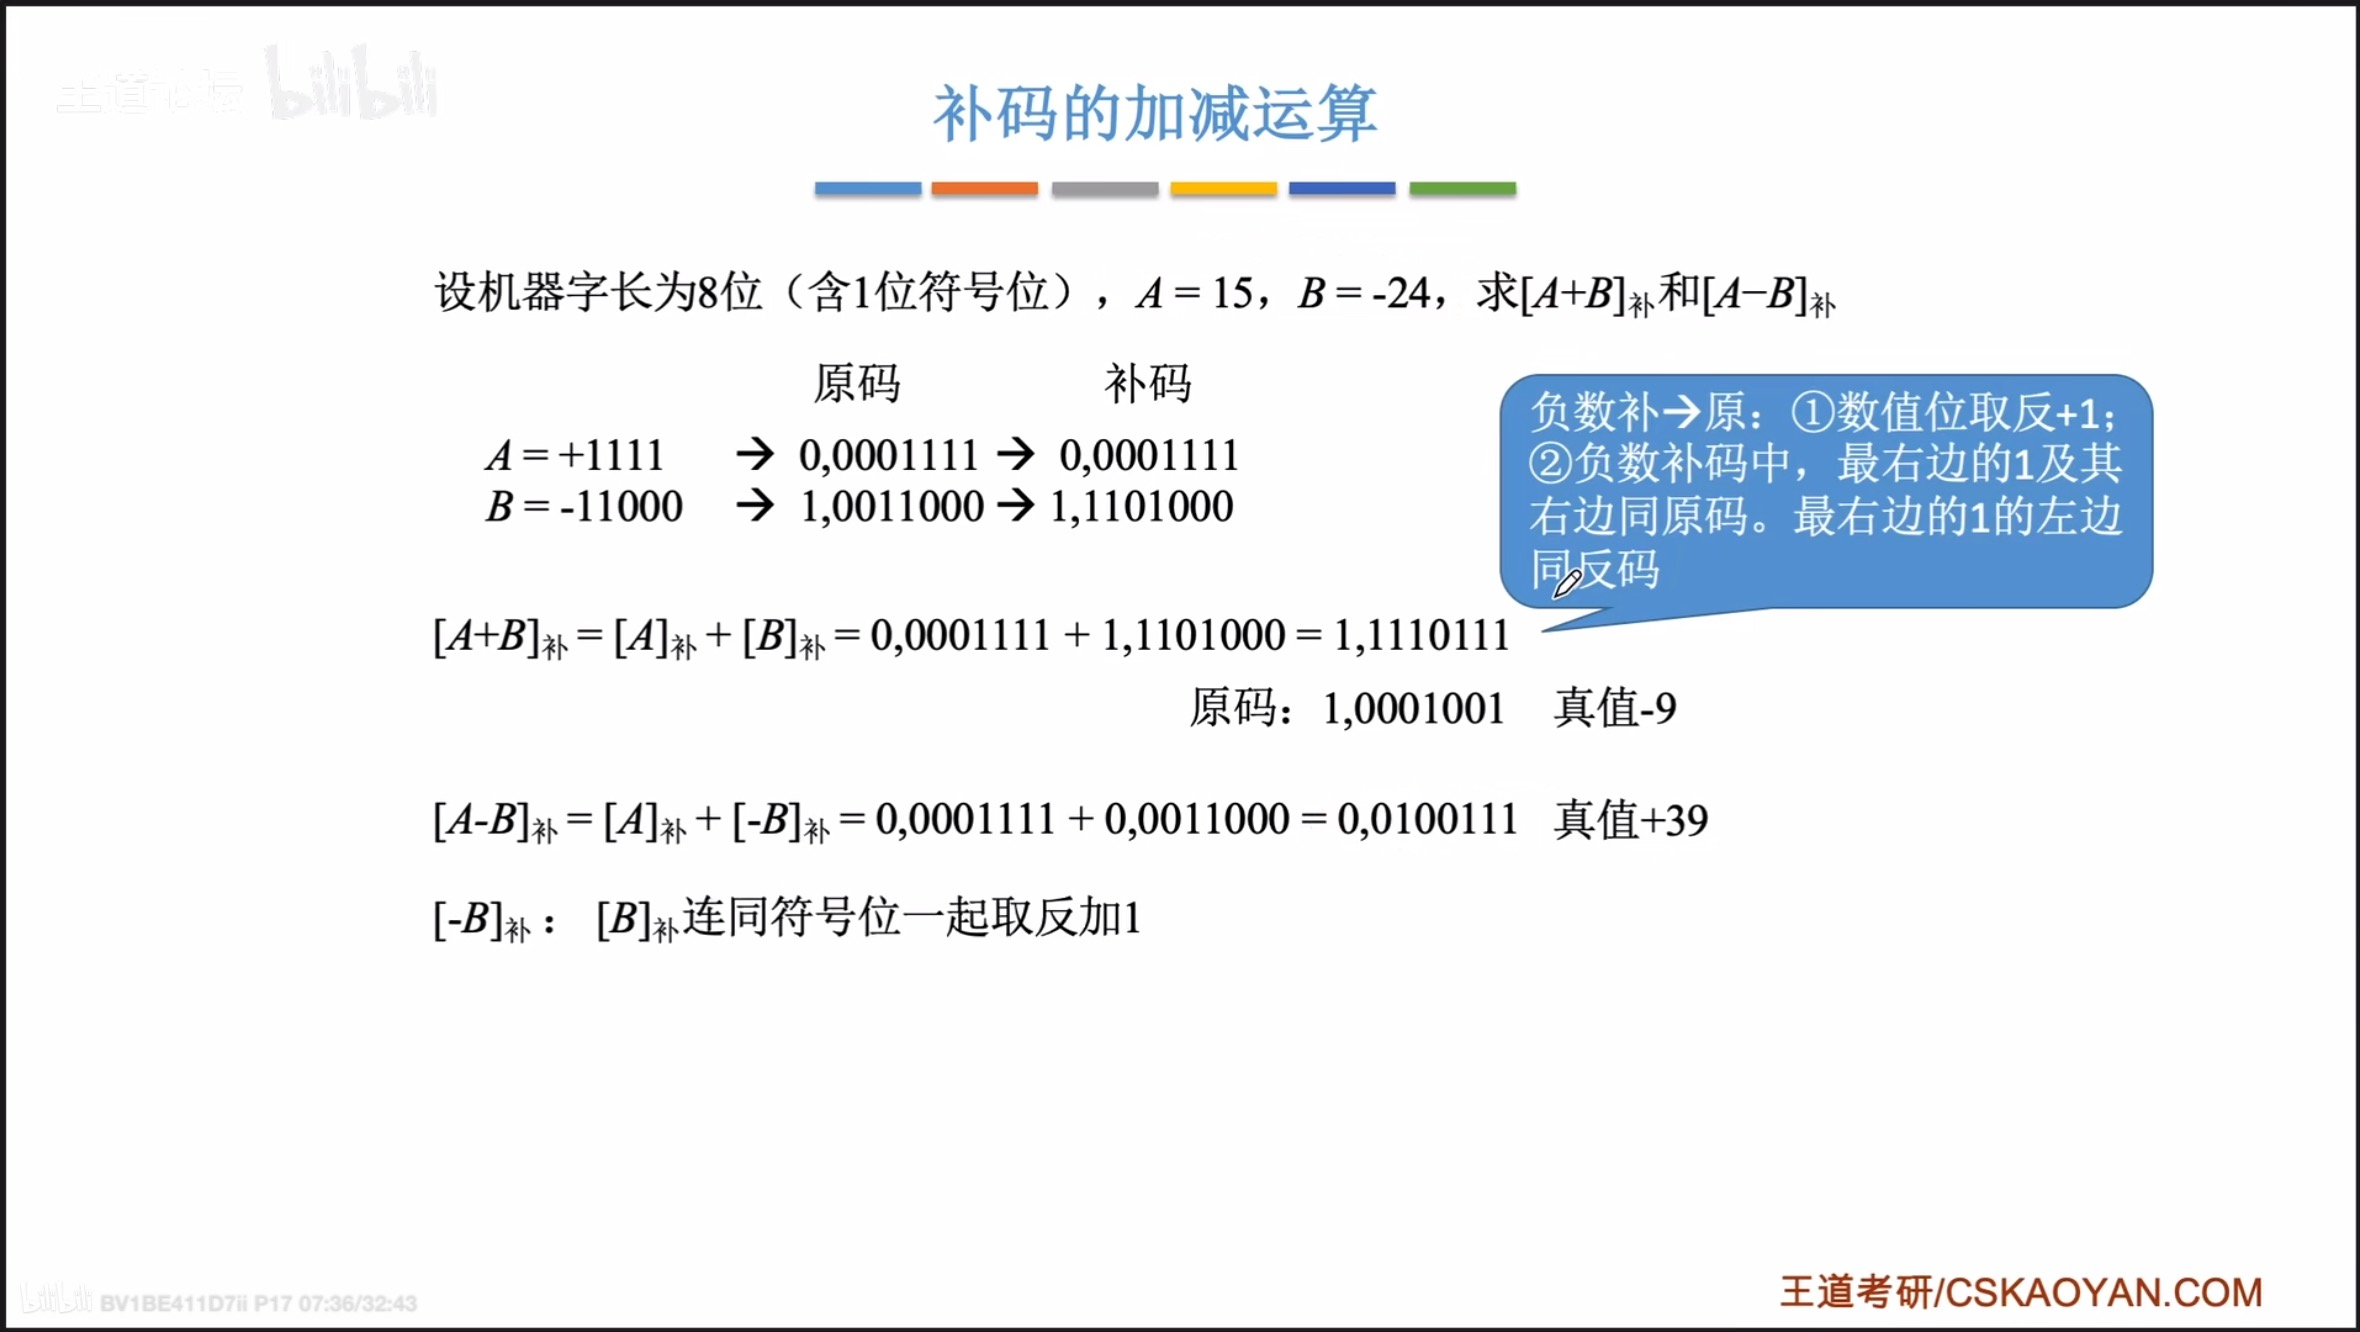 王道论坛 bilibili
补码的加减运算
设机器字长为8位（含1位符号位），A = 15，B = -24，求[A+B]补和[A−B]补
原码 补码
A = +1111 → 0,0001111 → 0,0001111
B = -11000 → 1,0011000 → 1,1101000
负数补→原：①数值位取反+1；
②负数补码中，最右边的1及其
右边同原码。最右边的1的左边
同反码
[A+B]补 = [A]补 + [B]补 = 0,0001111 + 1,1101000 = 1,1110111
原码：1,0001001 真值-9
[A-B]补 = [A]补 + [-B]补 = 0,0001111 + 0,0011000 = 0,0100111 真值+39
[-B]补： [B]补连同符号位一起取反加1
bilibili BV1BE411D7ii P17 07:36/32:43
王道考研/CSKAOYAN.COM